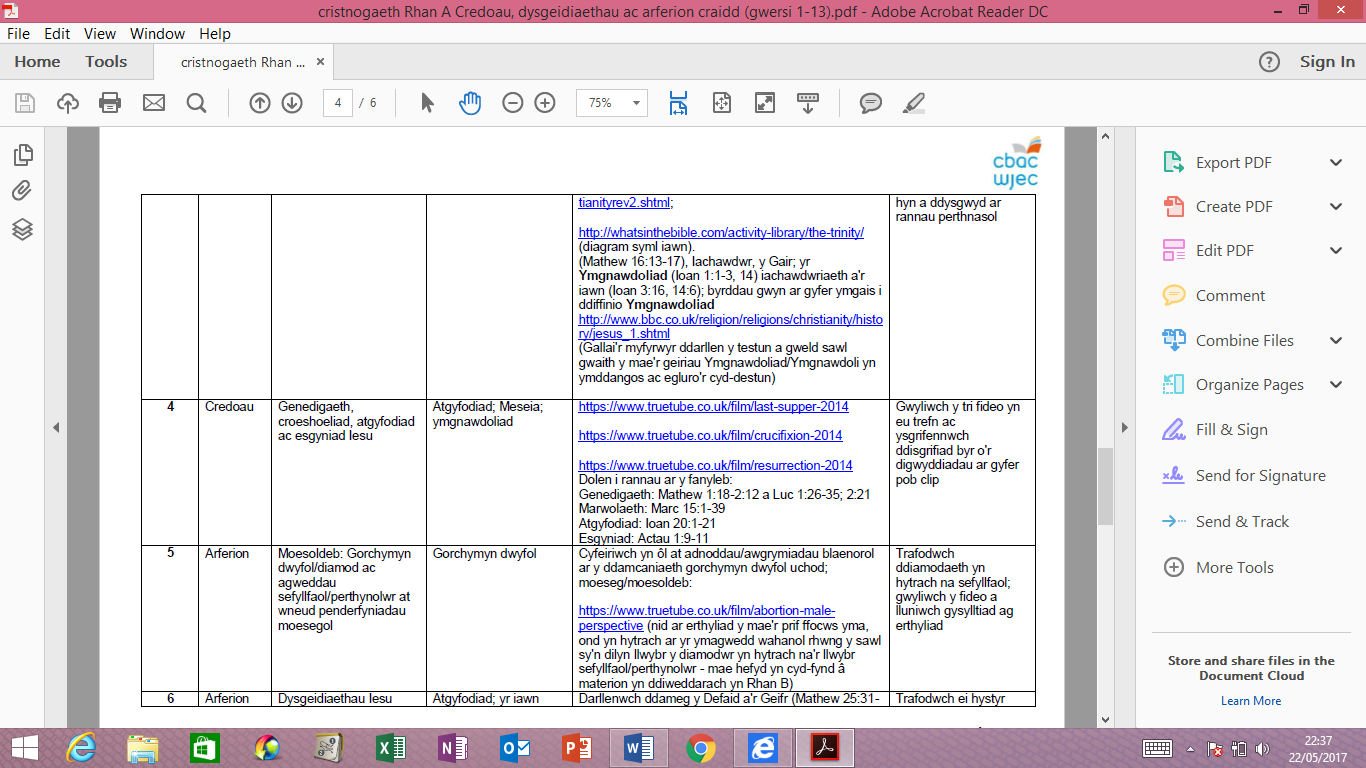 cristnogaeth Rhan A Credoau, dysgeidiaethau ac arferion craidd (gwersi 1-13).pdf - Adobe Acrobat Reader DC
File Edit View Window Help
Home Tools cristnogaeth Rhan ... × Sign In
4 / 6 75%
cbac
wjec
tianityrev2.shtml;
http://whatsinthebible.com/activity-library/the-trinity/
(diagram syml iawn).
(Mathew 16:13-17), Iachawdwr, y Gair; yr
Ymgnawdoliad (Ioan 1:1-3, 14) iachawdwriaeth a'r
iawn (Ioan 3:16, 14:6); byrddau gwyn ar gyfer ymgais i
ddiffinio Ymgnawdoliad
http://www.bbc.co.uk/religion/religions/christianity/histo
ry/jesus_1.shtml
(Gallai'r myfyrwyr ddarllen y testun a gweld sawl
gwaith y mae'r geiriau Ymgnawdoliad/Ymgnawdoli yn
ymddangos ac egluro'r cyd-destun)
hyn a ddysgwyd ar
rannau perthnasol
4
Credoau
Genedigaeth,
croeshoeliad, atgyfodiad
ac esgyniad Iesu
Atgyfodiad; Meseia;
ymgnawdoliad
https://www.truetube.co.uk/film/last-supper-2014
https://www.truetube.co.uk/film/crucifixion-2014
https://www.truetube.co.uk/film/resurrection-2014
Dolen i rannau ar y fanyleb:
Genedigaeth: Mathew 1:18-2:12 a Luc 1:26-35; 2:21
Marwolaeth: Marc 15:1-39
Atgyfodiad: Ioan 20:1-21
Esgyniad: Actau 1:9-11
Gwyliwch y tri fideo yn
eu trefn ac
ysgrifennwch
ddisgrifiad byr o'r
digwyddiadau ar gyfer
pob clip
5
Arferion
Moesoldeb: Gorchymyn
dwyfol/diamod ac
agweddau
sefyllfaol/perthynolwr at
wneud penderfyniadau
moesegol
Gorchymyn dwyfol
Cyfeiriwch yn ôl at adnoddau/awgrymiadau blaenorol
ar y ddamcaniaeth gorchymyn dwyfol uchod;
moeseg/moesoldeb:
https://www.truetube.co.uk/film/abortion-male-
perspective (nid ar erthyliad y mae'r prif ffocws yma,
ond yn hytrach ar yr ymagwedd wahanol rhwng y sawl
sy'n dilyn llwybr y diamodwr yn hytrach na'r llwybr
sefyllfaol/perthynolwr - mae hefyd yn cyd-fynd â
materion yn ddiweddarach yn Rhan B)
Trafodwch
ddiamodaeth yn
hytrach na sefyllfaol;
gwyliwch y fideo a
lluniwch gysylltiad ag
erthyliad
6
Arferion
Dysgeidiaethau Iesu
Atgyfodiad; yr iawn
Darllenwch ddameg y Defaid a'r Geifr (Mathew 25:31-
Trafodwch ei hystyr
Export PDF
Create PDF
Edit PDF
Comment
Combine Files
Organize Pages
Fill & Sign
Send for Signature
Send & Track
More Tools
Store and share files in the
Document Cloud
Learn More
22:37
22/05/2017